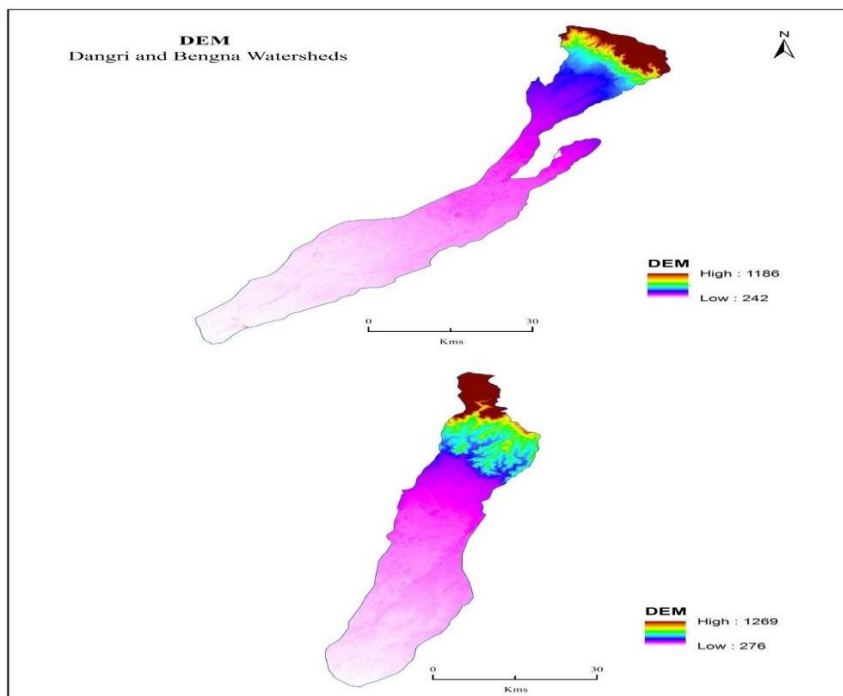 DEM
Dangri and Bengna Watersheds
N
DEM
High : 1186
Low : 242
0 30
Kms
DEM
High : 1269
Low : 276
0 30
Kms